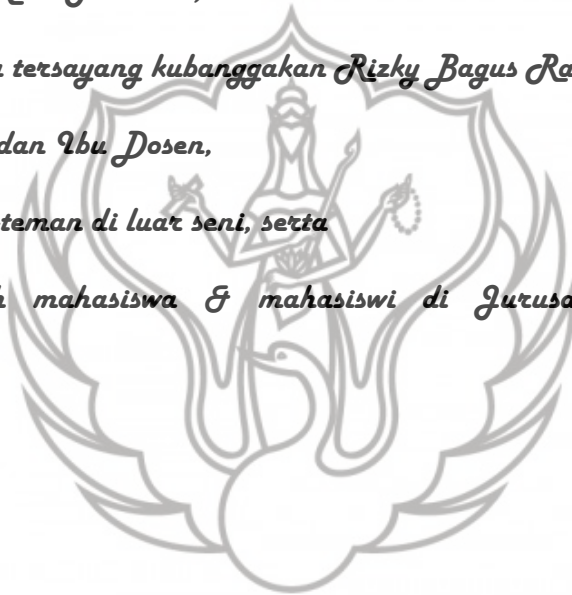 tersayang kubanggakan Rizky Bagus Ra
dan Ibu Dosen,
teman di luar seni, serta
mahasiswa & mahasiswi di Jurusa